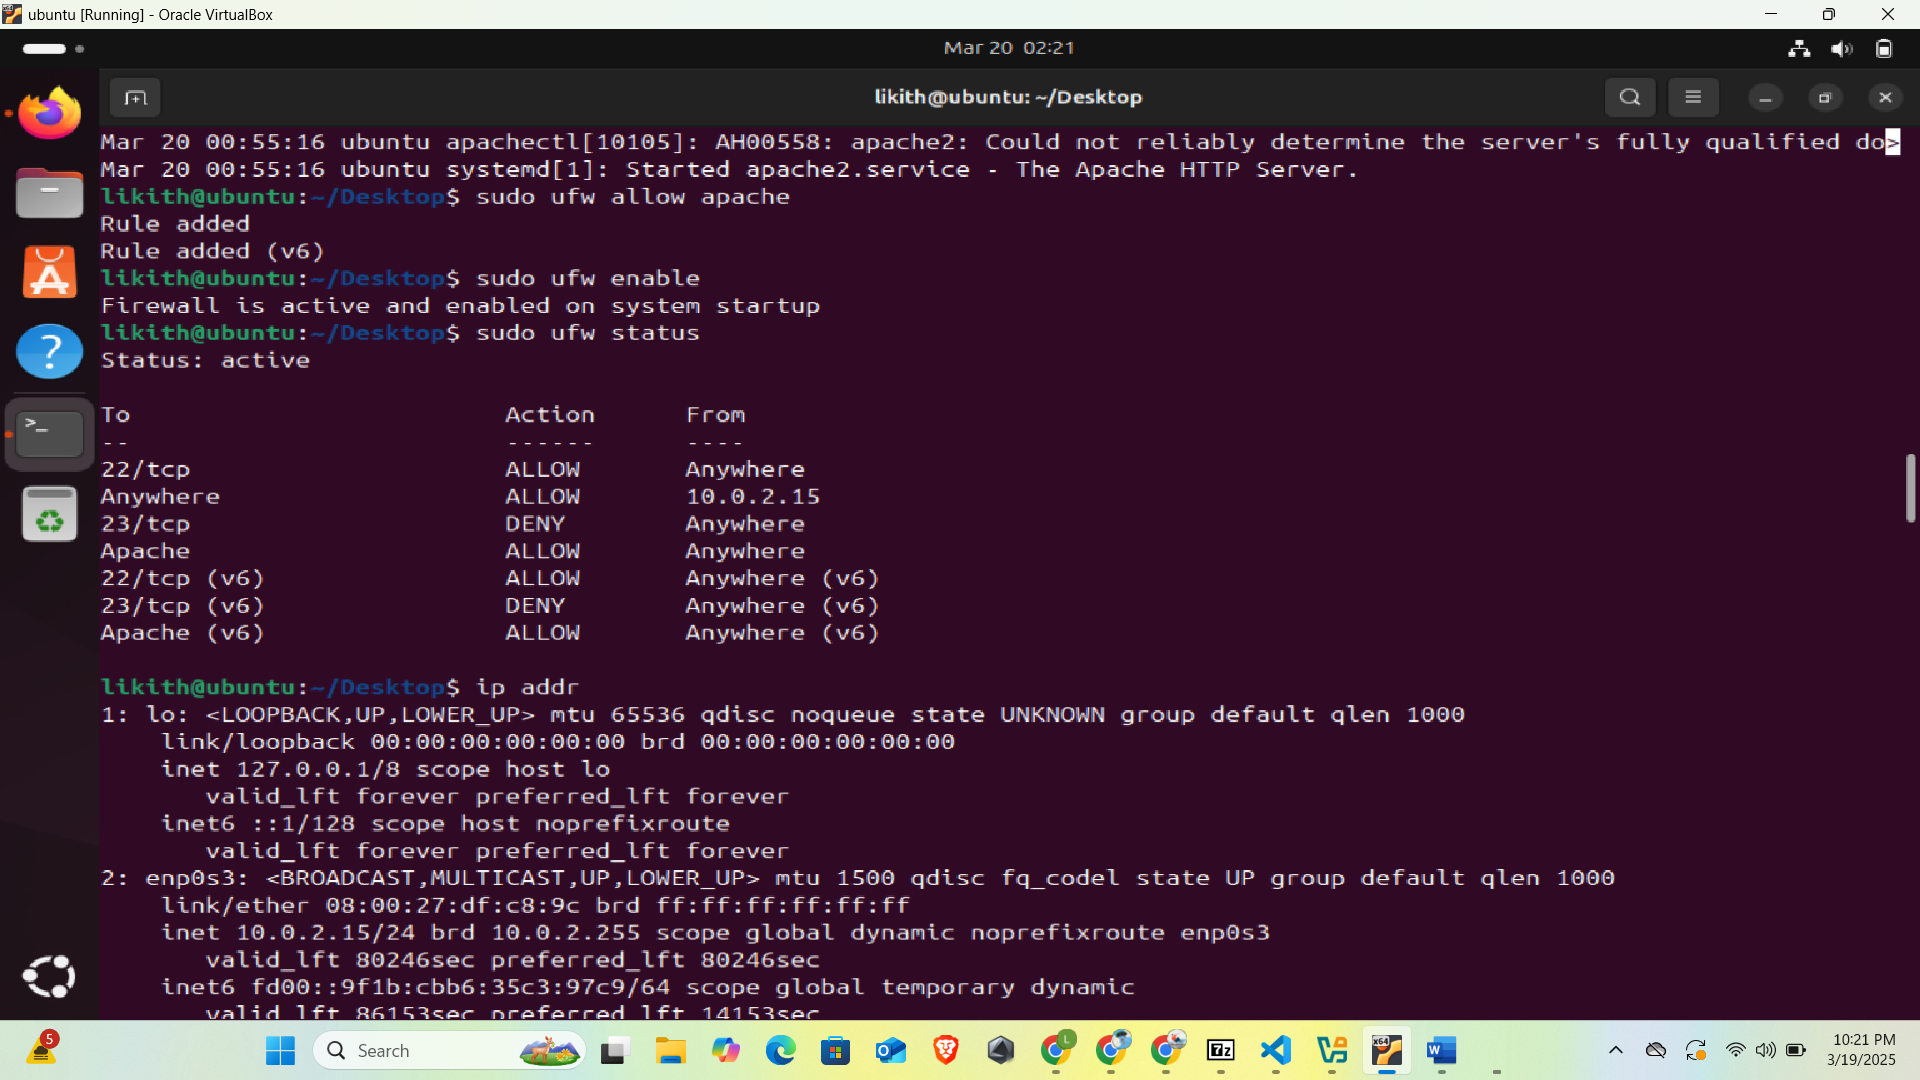 ubuntu [Running] - Oracle VirtualBox
Mar 20 02:21
likith@ubuntu: ~/Desktop
Mar 20 00:55:16 ubuntu apachectl[10105]: AH00558: apache2: Could not reliably determine the server's fully qualified do>
Mar 20 00:55:16 ubuntu systemd[1]: Started apache2.service - The Apache HTTP Server.
likith@ubuntu:~/Desktop$ sudo ufw allow apache
Rule added
Rule added (v6)
likith@ubuntu:~/Desktop$ sudo ufw enable
Firewall is active and enabled on system startup
likith@ubuntu:~/Desktop$ sudo ufw status
Status: active
To                         Action      From
--                         ------      ----
22/tcp                     ALLOW       Anywhere
Anywhere                   ALLOW       10.0.2.15
23/tcp                     DENY        Anywhere
Apache                     ALLOW       Anywhere
22/tcp (v6)                ALLOW       Anywhere (v6)
23/tcp (v6)                DENY        Anywhere (v6)
Apache (v6)                ALLOW       Anywhere (v6)
likith@ubuntu:~/Desktop$ ip addr
1: lo: <LOOPBACK,UP,LOWER_UP> mtu 65536 qdisc noqueue state UNKNOWN group default qlen 1000
    link/loopback 00:00:00:00:00:00 brd 00:00:00:00:00:00
    inet 127.0.0.1/8 scope host lo
       valid_lft forever preferred_lft forever
    inet6 ::1/128 scope host noprefixroute
       valid_lft forever preferred_lft forever
2: enp0s3: <BROADCAST,MULTICAST,UP,LOWER_UP> mtu 1500 qdisc fq_codel state UP group default qlen 1000
    link/ether 08:00:27:df:c8:9c brd ff:ff:ff:ff:ff:ff
    inet 10.0.2.15/24 brd 10.0.2.255 scope global dynamic noprefixroute enp0s3
       valid_lft 80246sec preferred_lft 80246sec
    inet6 fd00::9f1b:cbb6:35c3:97c9/64 scope global temporary dynamic
       valid_lft 86153sec preferred_lft 14153sec
5
Search
10:21 PM
3/19/2025